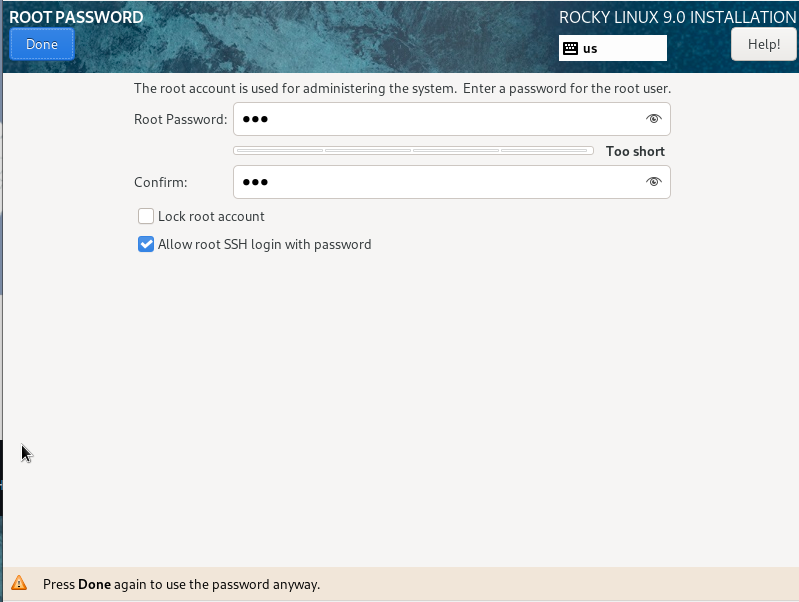 ROOT PASSWORD
ROCKY LINUX 9.0 INSTALLATION
Done
us
Help!
The root account is used for administering the system. Enter a password for the root user.
Root Password: •••
Too short
Confirm: •••
Lock root account
Allow root SSH login with password
Press Done again to use the password anyway.